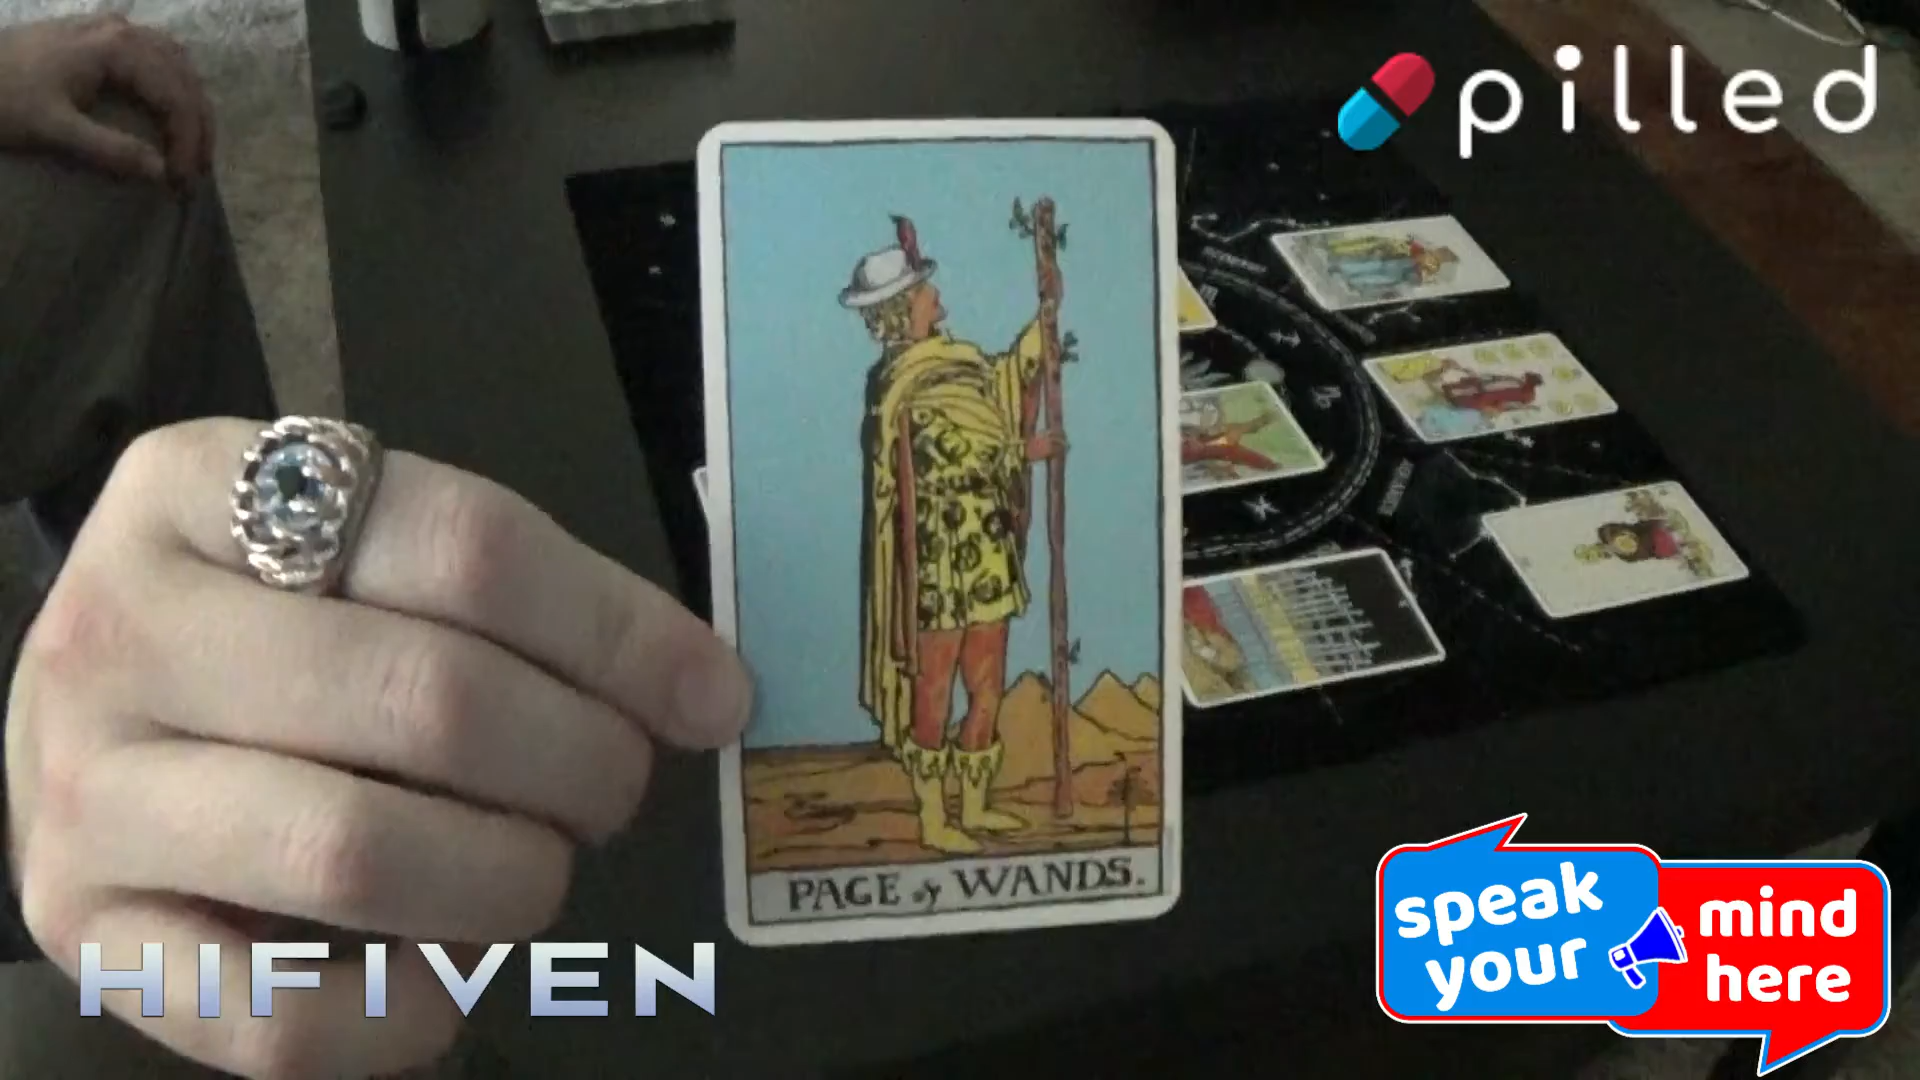 pilled
PAGE of WANDS.
speak
your
mind
here
HIFIVEN